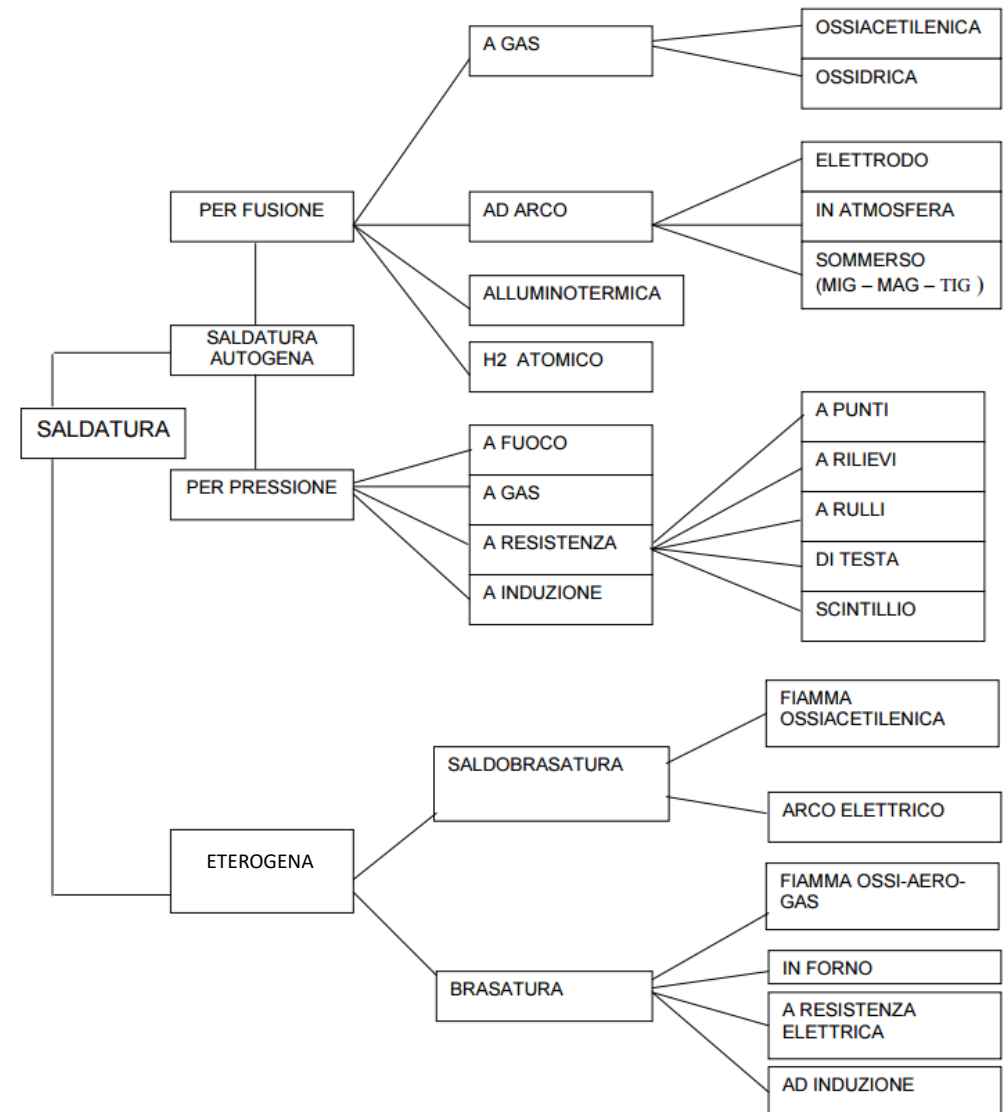 A GAS
OSSIACETILENICA
OSSIDRICA
ELETTRODO
PER FUSIONE
AD ARCO
IN ATMOSFERA
SOMMERSO
(MIG – MAG – TIG )
ALLUMINOTERMICA
SALDATURA
AUTOGENA
H2 ATOMICO
SALDATURA
A PUNTI
A FUOCO
A RILIEVI
PER PRESSIONE
A GAS
A RULLI
A RESISTENZA
DI TESTA
A INDUZIONE
SCINTILLIO
FIAMMA
OSSIACETILENICA
SALDOBRASATURA
ARCO ELETTRICO
ETEROGENA
FIAMMA OSSI-AERO-
GAS
IN FORNO
BRASATURA
A RESISTENZA
ELETTRICA
AD INDUZIONE